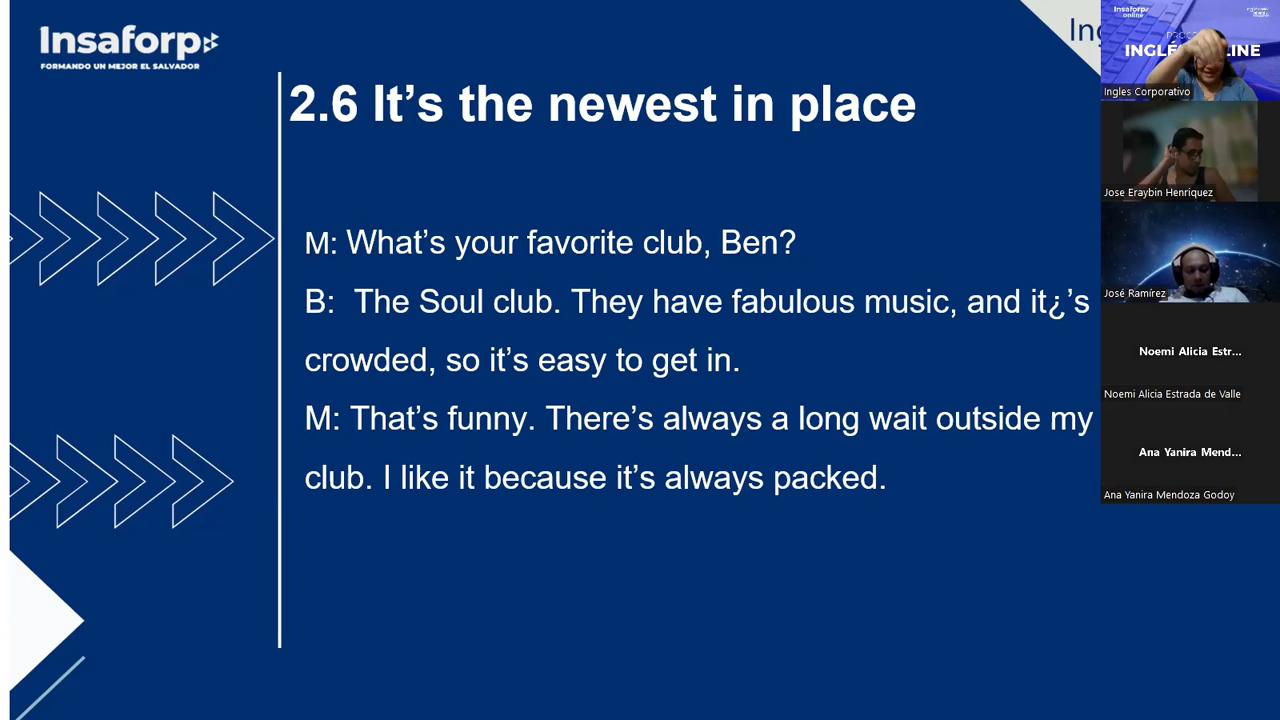 Insaforp
FORMANDO UN MEJOR EL SALVADOR
2.6 It’s the newest in place
M: What’s your favorite club, Ben?
B: The Soul club. They have fabulous music, and it¿’s
crowded, so it’s easy to get in.
M: That’s funny. There’s always a long wait outside my
club. I like it because it’s always packed.
Insaforp
online
Ingles Corporativo
Jose Eraybin Henriquez
José Ramírez
Noemi Alicia Estr...
Noemi Alicia Estrada de Valle
Ana Yanira Mend...
Ana Yanira Mendoza Godoy